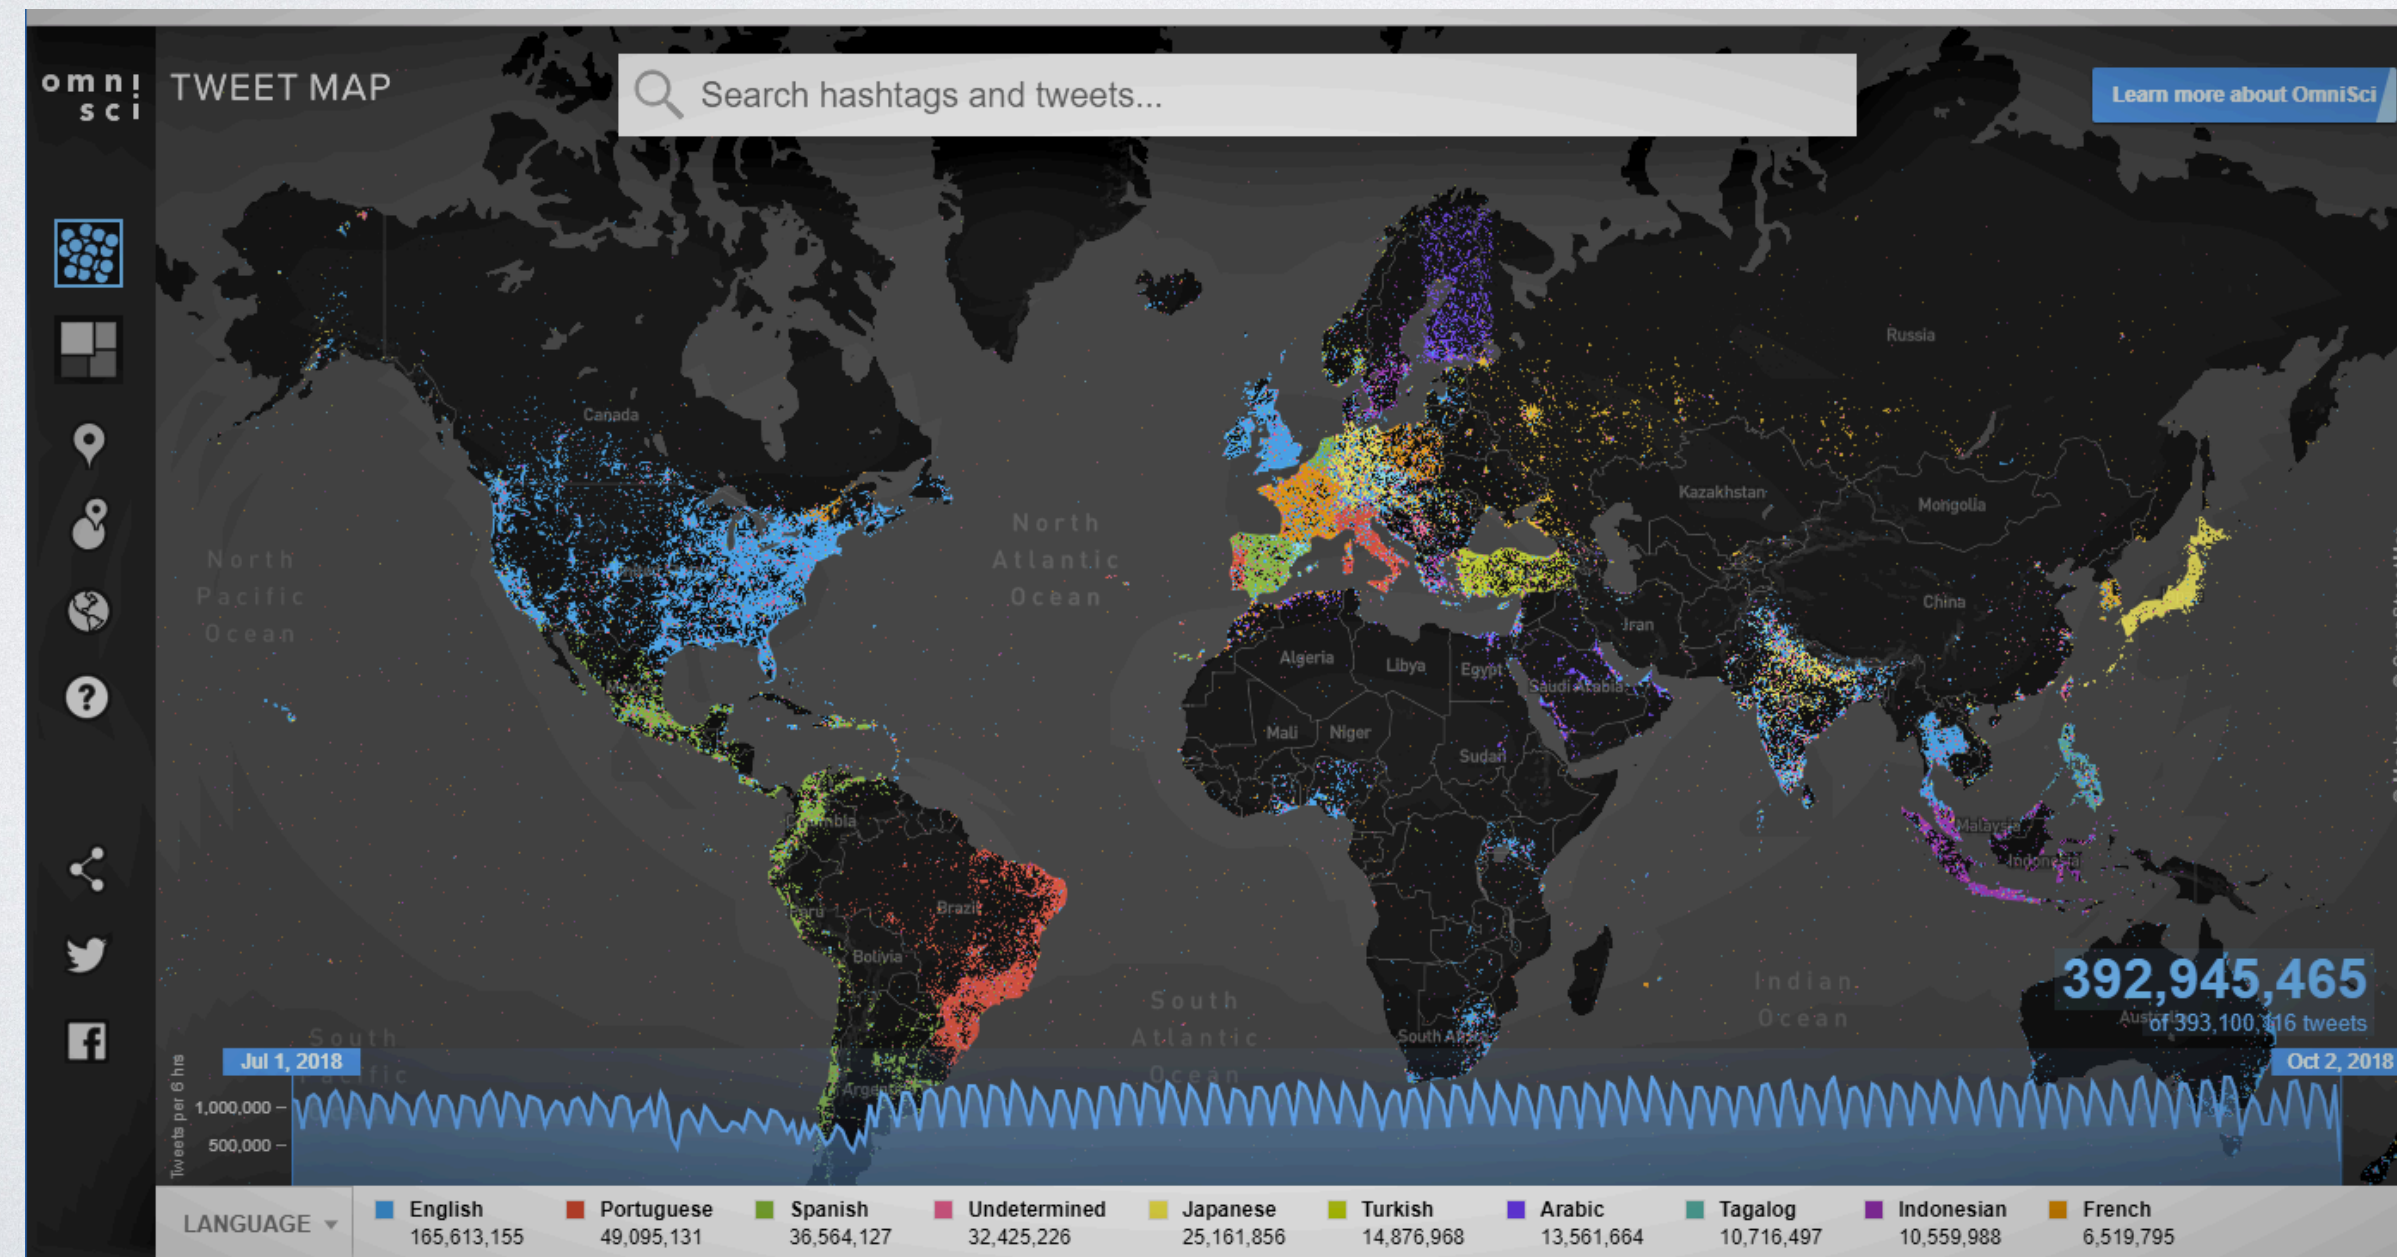 omn!
sci
TWEET MAP
Search hashtags and tweets...
Learn more about OmniSci
Russia
Canada
Kazakhstan
Mongolia
North
Pacific
Ocean
North
Atlantic
Ocean
China
Iran
Algeria
Libya
Egypt
Saudi Arabia
Mali
Niger
Sudan
Malaysia
Indonesia
Brazil
Bolivia
South
Pacific
South
Atlantic
Ocean
Indian
Ocean
South
392,945,465
of 393,100,116 tweets
Jul 1, 2018
Oct 2, 2018
Tweets per 6 hrs
1,000,000
500,000
LANGUAGE
English
165,613,155
Portuguese
49,095,131
Spanish
36,564,127
Undetermined
32,425,226
Japanese
25,161,856
Turkish
14,876,968
Arabic
13,561,664
Tagalog
10,716,497
Indonesian
10,559,988
French
6,519,795